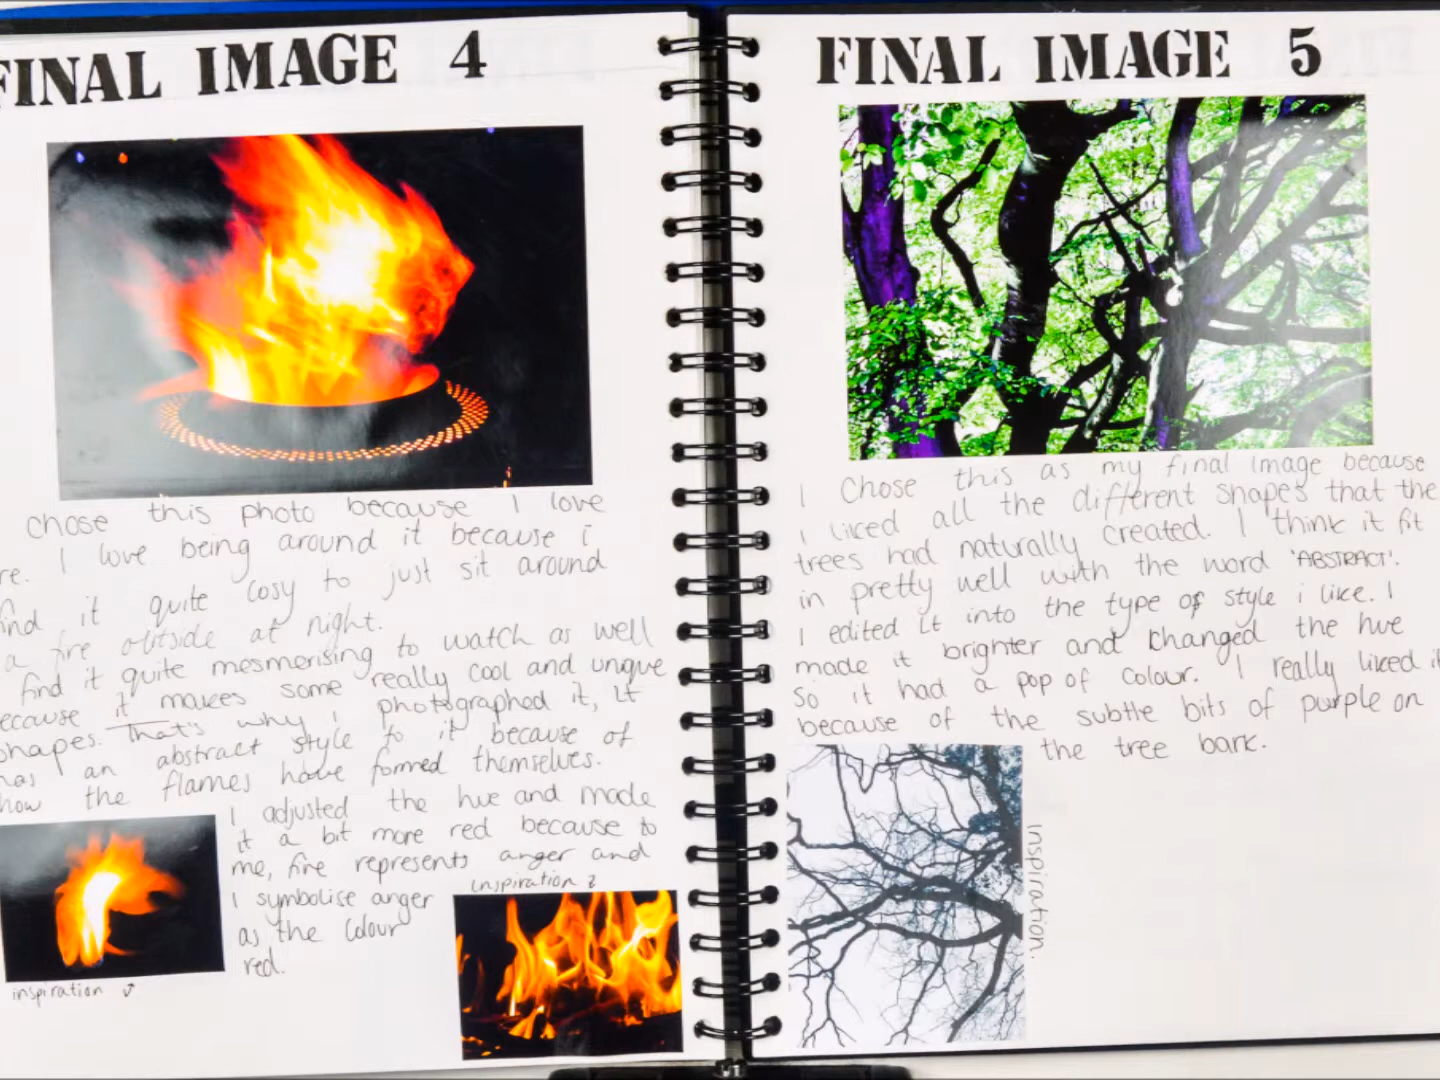 FINAL IMAGE 4
chose this photo because I love
re. I love being around it because i
find it quite cosy to just sit around
a fire outside at night.
find it quite mesmerising to watch as well
ecause it makes some really cool and unique
shapes. That's why I photographed it, it
has an abstract style to it because of
how the flames have formed themselves.
I adjusted the hue and made
it a bit more red because to
me, fire represents anger and
I symbolise anger
as the colour
red.
inspiration
inspiration
FINAL IMAGE 5
I Chose this as my final image because
I liked all the different shapes that the
trees had naturally created. I think it fit
in pretty well with the word 'ABSTRACT'.
I edited it into the type of style i like. I
made it brighter and changed the hue
so it had a pop of colour. I really liked it
because of the subtle bits of purple on
the tree bark.
inspiration.